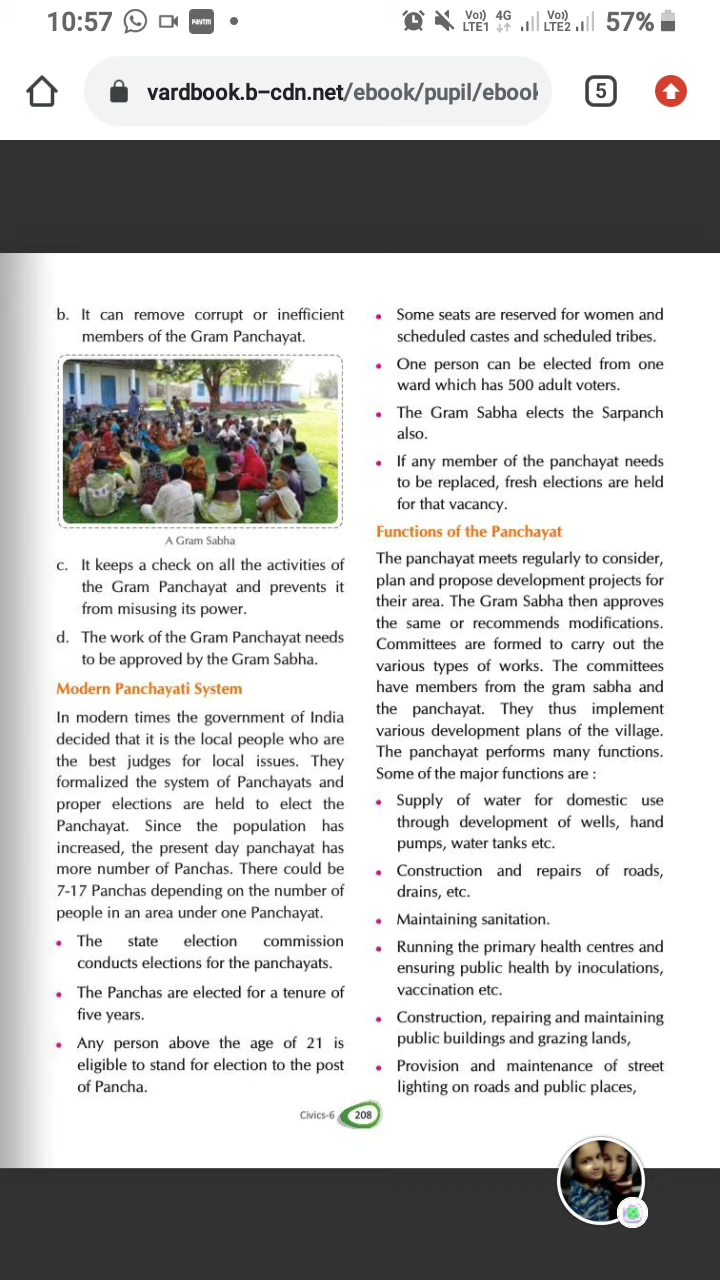 10:57
Paytm
Vo)) LTE1 4G Vo)) LTE2 57%
vardbook.b-cdn.net/ebook/pupil/ebook
5
b. It can remove corrupt or inefficient
members of the Gram Panchayat.
A Gram Sabha
c. It keeps a check on all the activities of
the Gram Panchayat and prevents it
from misusing its power.
d. The work of the Gram Panchayat needs
to be approved by the Gram Sabha.
Modern Panchayati System
In modern times the government of India
decided that it is the local people who are
the best judges for local issues. They
formalized the system of Panchayats and
proper elections are held to elect the
Panchayat. Since the population has
increased, the present day panchayat has
more number of Panchas. There could be
7-17 Panchas depending on the number of
people in an area under one Panchayat.
• The state election commission
conducts elections for the panchayats.
• The Panchas are elected for a tenure of
five years.
• Any person above the age of 21 is
eligible to stand for election to the post
of Pancha.
• Some seats are reserved for women and
scheduled castes and scheduled tribes.
• One person can be elected from one
ward which has 500 adult voters.
• The Gram Sabha elects the Sarpanch
also.
• If any member of the panchayat needs
to be replaced, fresh elections are held
for that vacancy.
Functions of the Panchayat
The panchayat meets regularly to consider,
plan and propose development projects for
their area. The Gram Sabha then approves
the same or recommends modifications.
Committees are formed to carry out the
various types of works. The committees
have members from the gram sabha and
the panchayat. They thus implement
various development plans of the village.
The panchayat performs many functions.
Some of the major functions are :
• Supply of water for domestic use
through development of wells, hand
pumps, water tanks etc.
• Construction and repairs of roads,
drains, etc.
• Maintaining sanitation.
• Running the primary health centres and
ensuring public health by inoculations,
vaccination etc.
• Construction, repairing and maintaining
public buildings and grazing lands,
• Provision and maintenance of street
lighting on roads and public places,
Civics-6 208